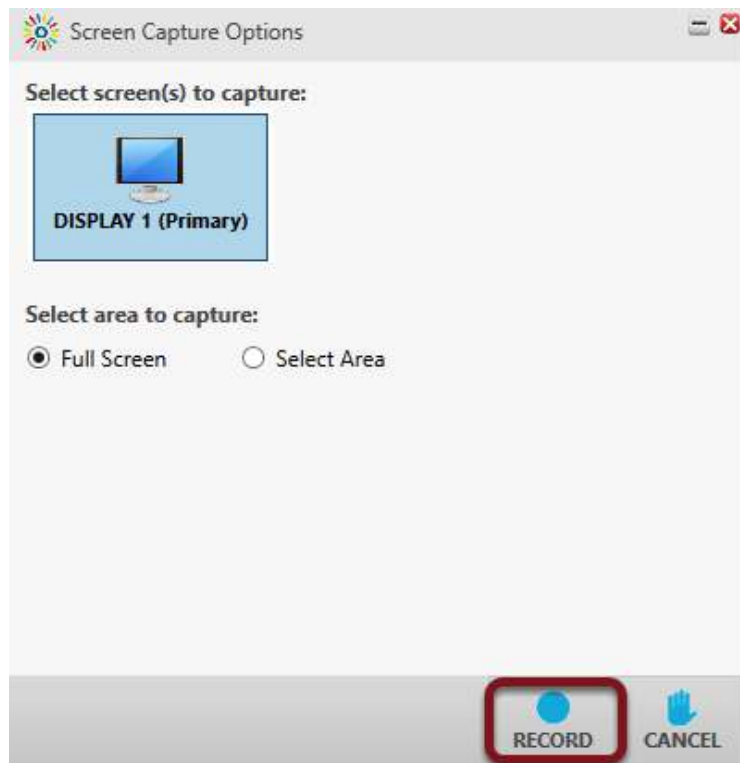 Screen Capture Options
Select screen(s) to capture:
DISPLAY 1 (Primary)
Select area to capture:
Full Screen Select Area
RECORD CANCEL